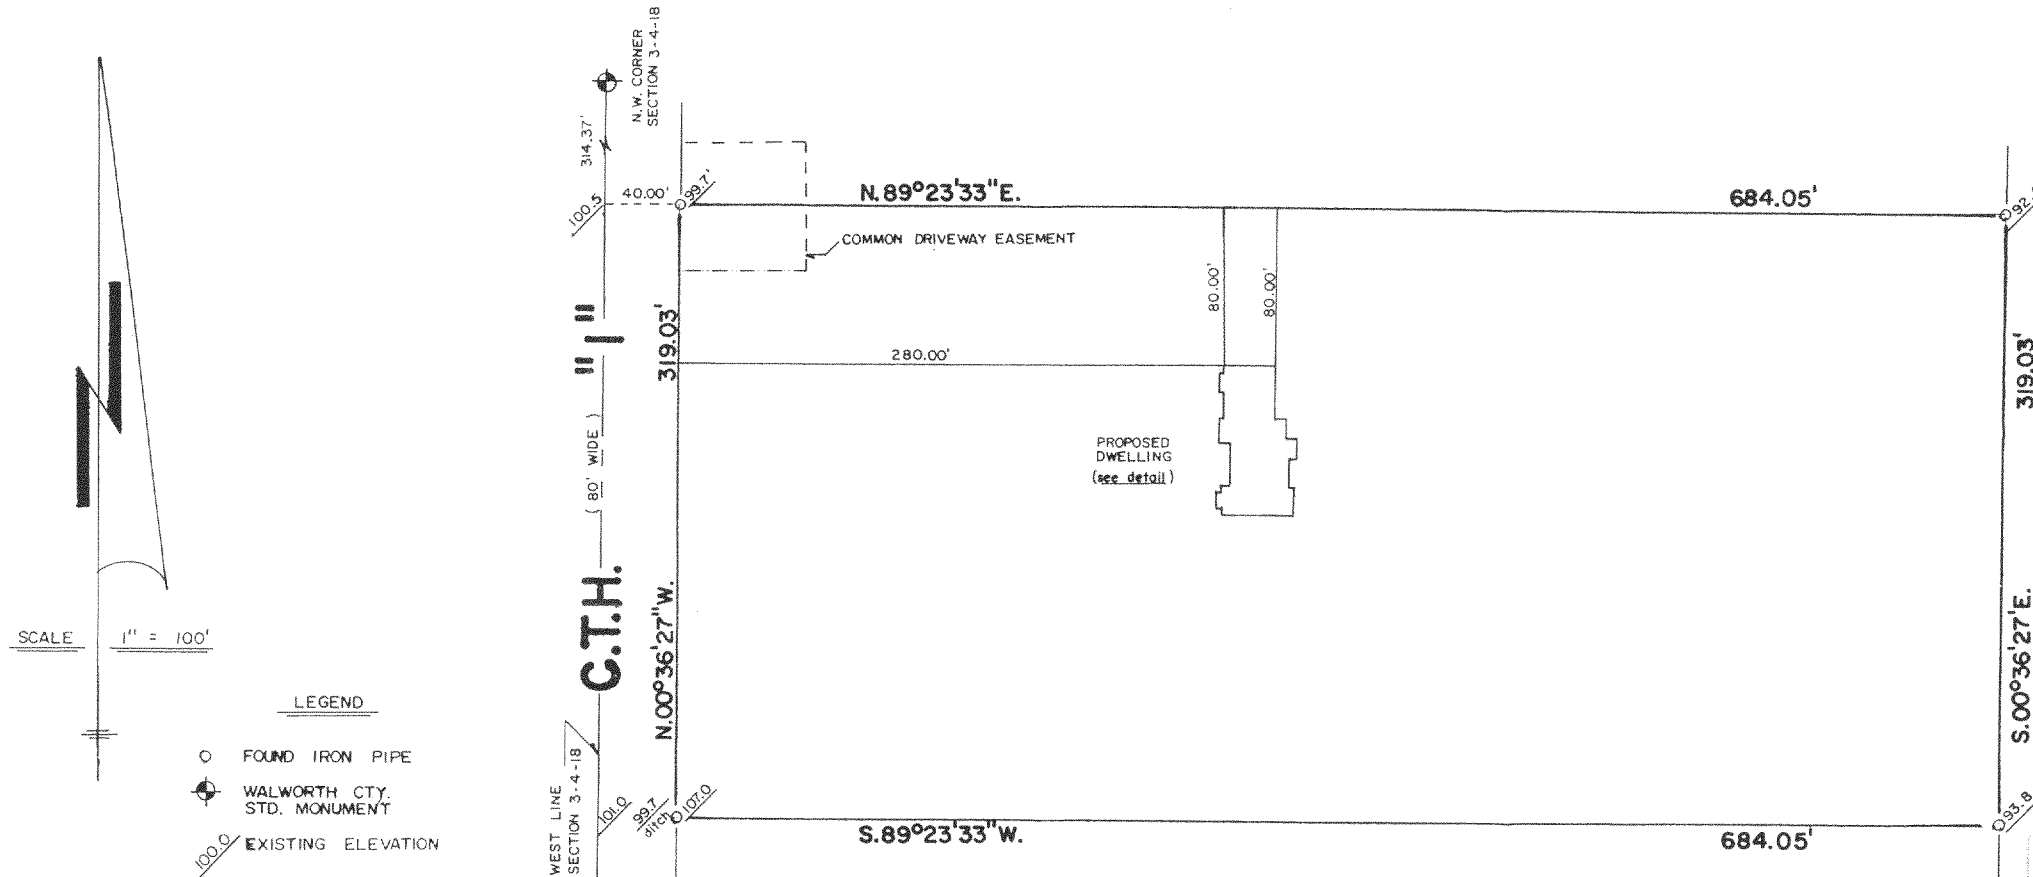 N.W. CORNER
SECTION 3-4-18
314.37'
40.00'
100.5
99.7'
N.89°23'33"E.
684.05'
COMMON DRIVEWAY EASEMENT
80.00'
80.00'
319.03'
280.00'
319.03'
C.T.H. "I"
( 80' WIDE )
PROPOSED
DWELLING
(see detail)
N.00°36'27"W.
S.00°36'27"E.
SCALE 1" = 100'
LEGEND
FOUND IRON PIPE
WALWORTH CTY.
STD. MONUMENT
100.0 EXISTING ELEVATION
WEST LINE
SECTION 3-4-18
101.0
99.7
ditch
107.0
S.89°23'33"W.
684.05'
93.8